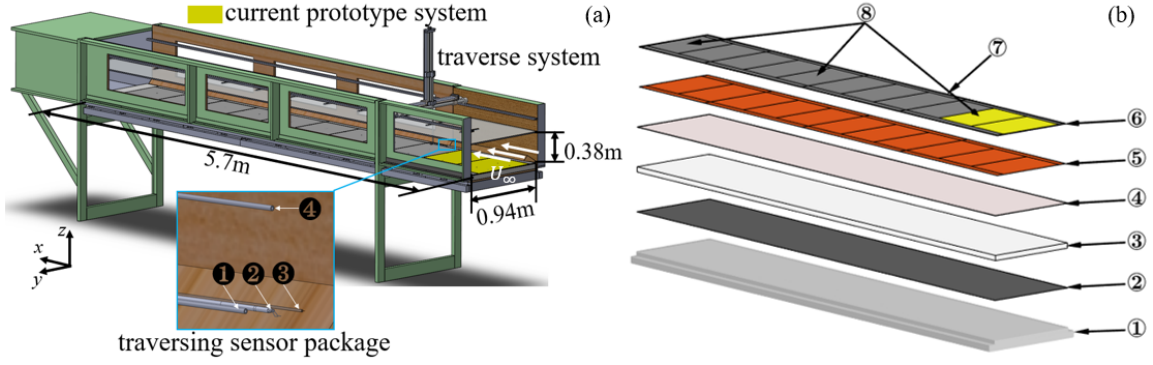 current prototype system
(a)
traverse system
5.7m
U∞
0.38m
0.94m
z
x
y
❹
❶ ❷ ❸
traversing sensor package
(b)
⑧
⑦
⑥
⑤
④
③
②
①